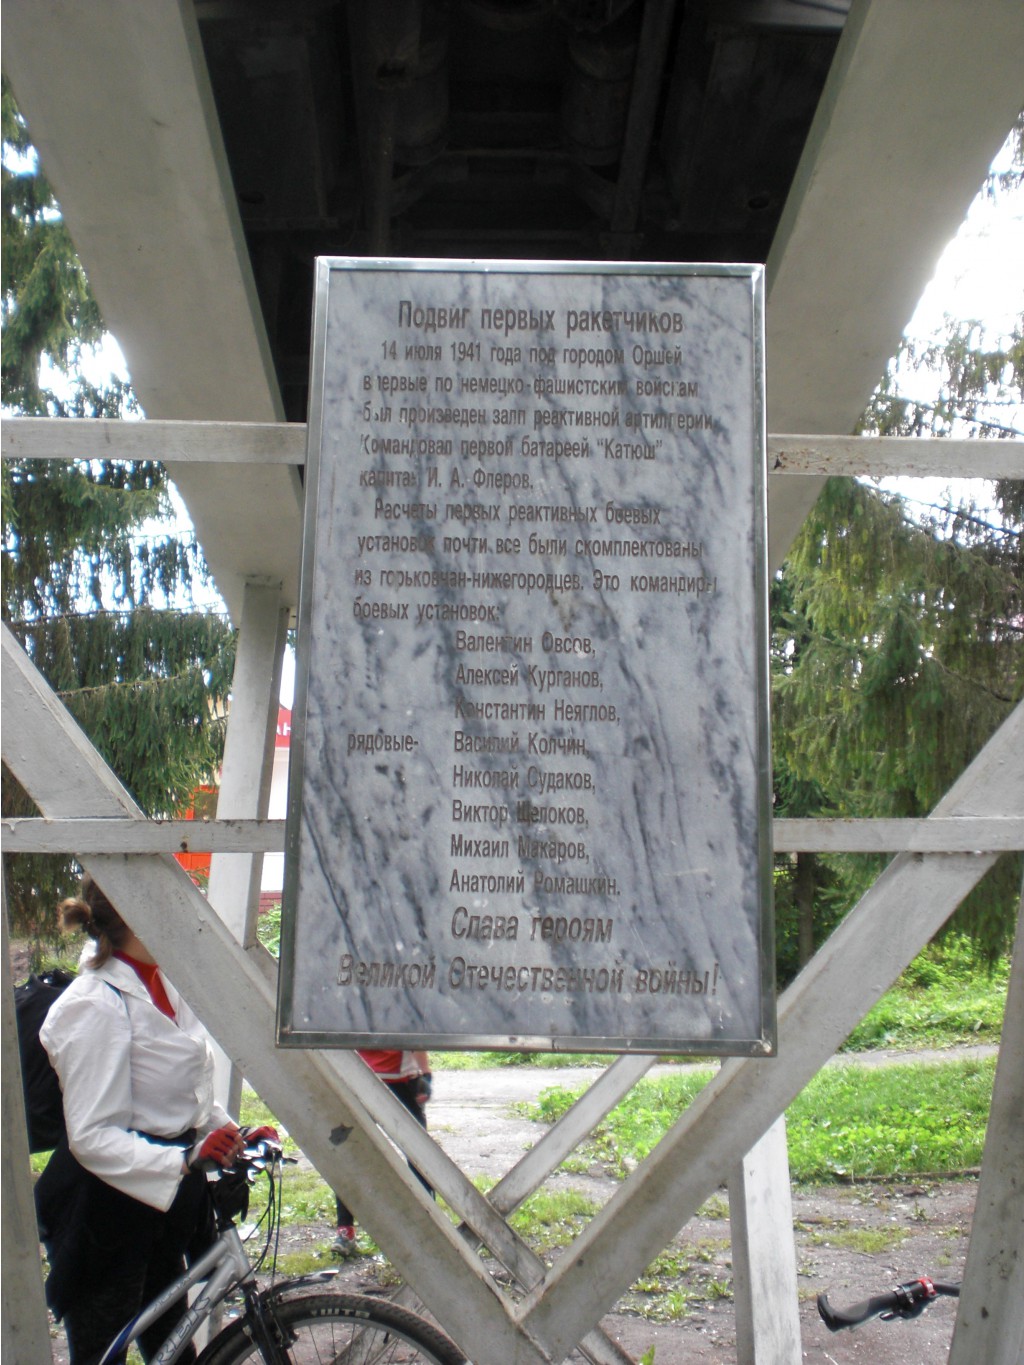 Подвиг первых ракетчиков
14 июля 1941 года под городом Оршей
впервые по немецко-фашистским войскам
был произведен залп реактивной артиллерии.
Командовал первой батареей "Катюш"
капитан И. А. Флеров.
Расчеты первых реактивных боевых
установок почти все были скомплектованы
из горьковчан-нижегородцев. Это командиры
боевых установок:
Валентин Овсов,
Алексей Курганов,
Константин Неяглов,
рядовые- Василий Колчин,
Николай Судаков,
Виктор Щелоков,
Михаил Макаров,
Анатолий Ромашкин.
Слава героям
Великой Отечественной войны!